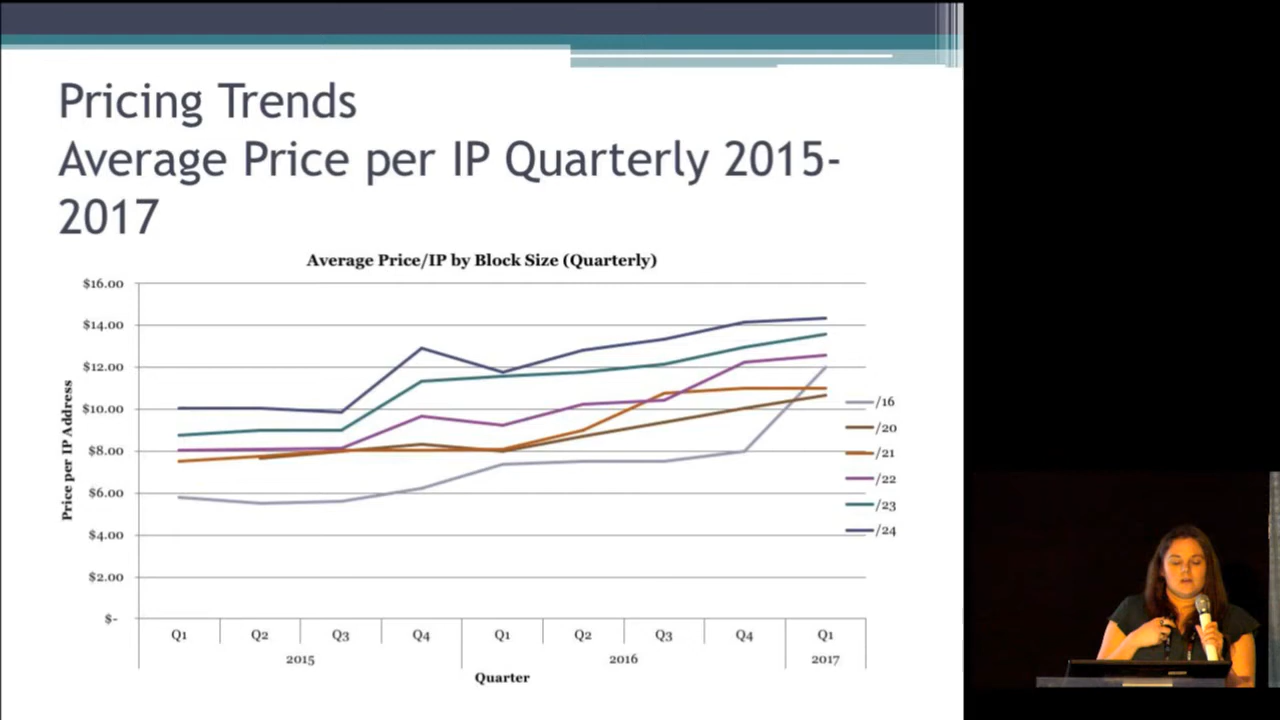 Pricing Trends
Average Price per IP Quarterly 2015-
2017
Average Price/IP by Block Size (Quarterly)
$16.00
$14.00
$12.00
$10.00
$8.00
$6.00
$4.00
$2.00
$-
Price per IP Address
/16
/20
/21
/22
/23
/24
Q1 Q2 Q3 Q4 Q1 Q2 Q3 Q4 Q1
2015 2016 2017
Quarter